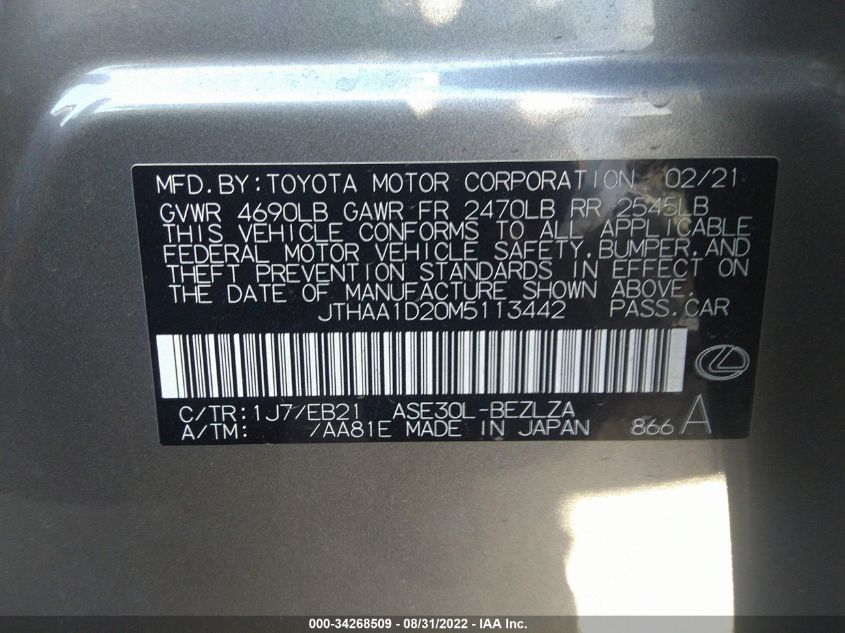 MFD.BY:TOYOTA MOTOR CORPORATION 02/21
GVWR 4690LB GAWR FR 2470LB RR 2545LB
THIS VEHICLE CONFORMS TO ALL APPLICABLE
FEDERAL MOTOR VEHICLE SAFETY,BUMPER,AND
THEFT PREVENTION STANDARDS IN EFFECT ON
THE DATE OF MANUFACTURE SHOWN ABOVE.
JTHAA1D20M5113442 PASS.CAR
C/TR:1J7/EB21 ASE30L-BEZLZA
A/TM: /AA81E MADE IN JAPAN 866 A
000-34268509 - 08/31/2022 - IAA Inc.